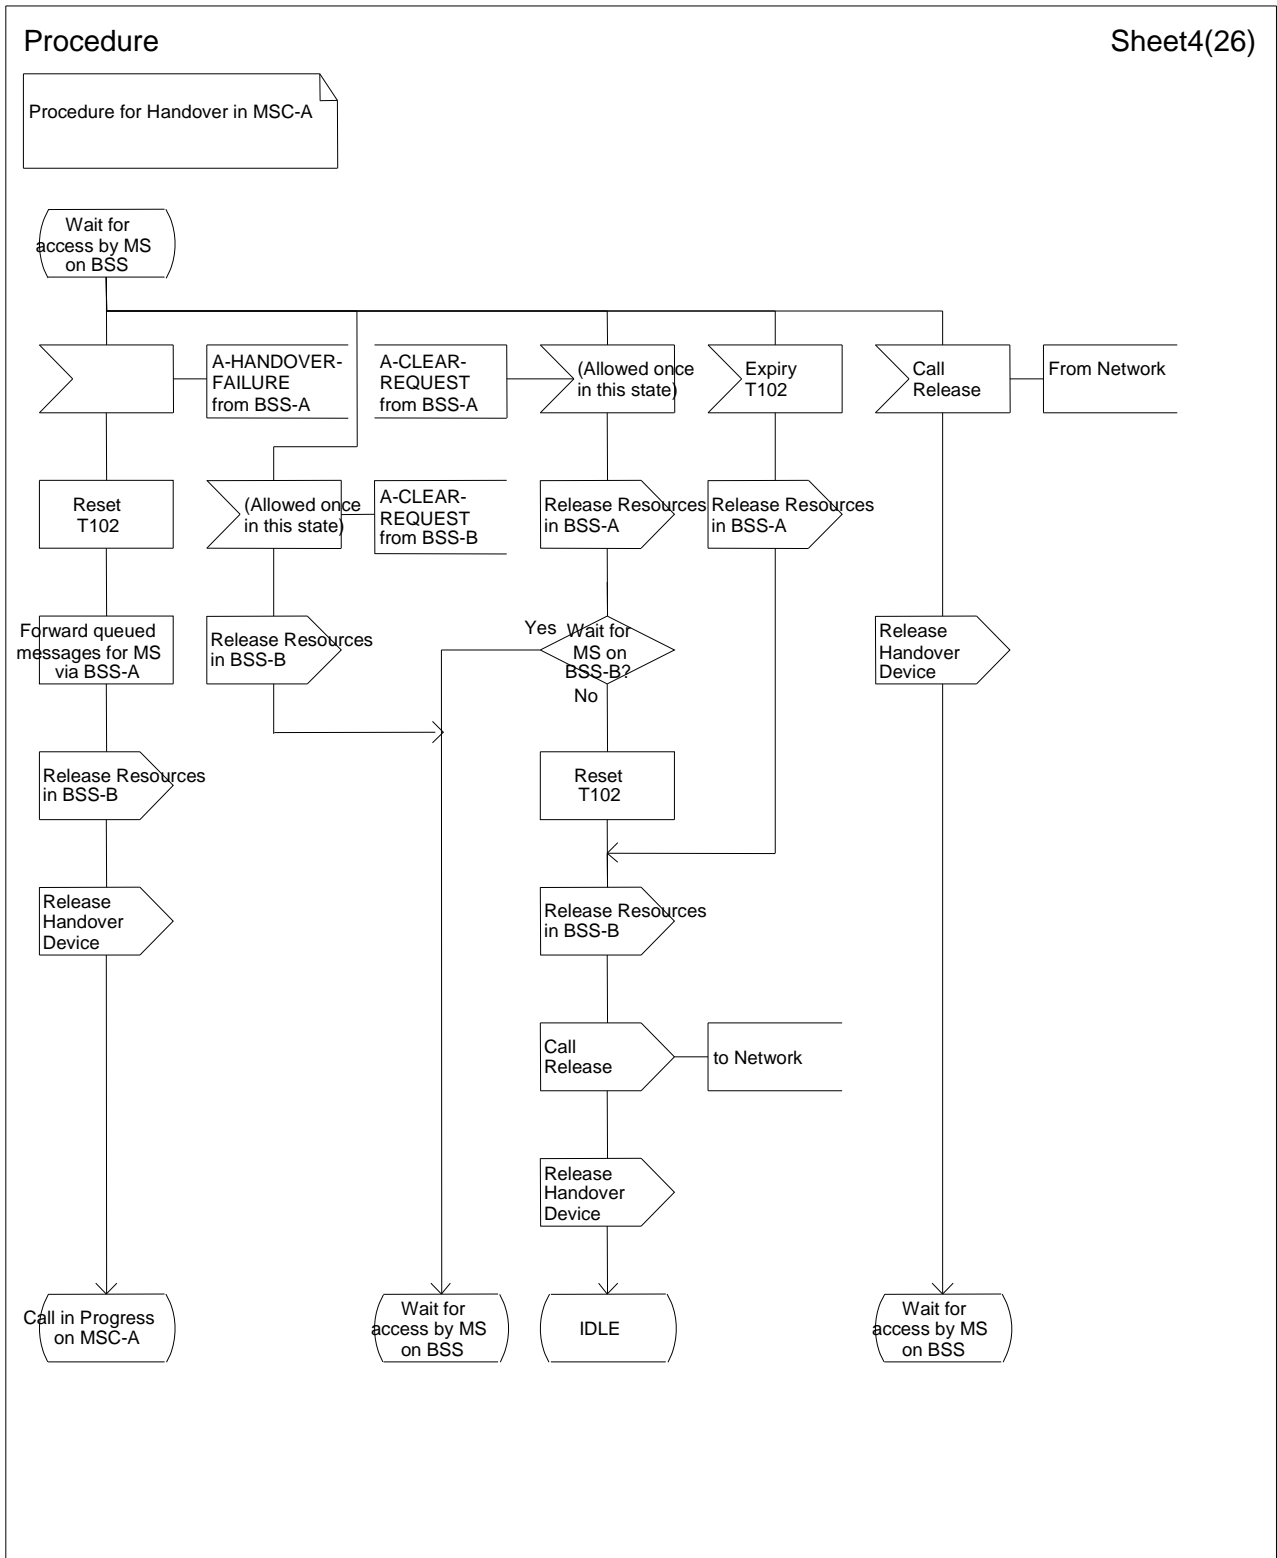 Procedure
Sheet4(26)
Procedure for Handover in MSC-A
Wait for
access by MS
on BSS
A-HANDOVER-
FAILURE
from BSS-A
A-CLEAR-
REQUEST
from BSS-A
(Allowed once
in this state)
Expiry
T102
Call
Release
From Network
Reset
T102
(Allowed once
in this state)
A-CLEAR-
REQUEST
from BSS-B
Release Resources
in BSS-A
Release Resources
in BSS-A
Forward queued
messages for MS
via BSS-A
Release Resources
in BSS-B
Yes
Wait for
MS on
BSS-B?
No
Release
Handover
Device
Release Resources
in BSS-B
Reset
T102
Release
Handover
Device
Release Resources
in BSS-B
Call
Release
to Network
Release
Handover
Device
Call in Progress
on MSC-A
Wait for
access by MS
on BSS
IDLE
Wait for
access by MS
on BSS